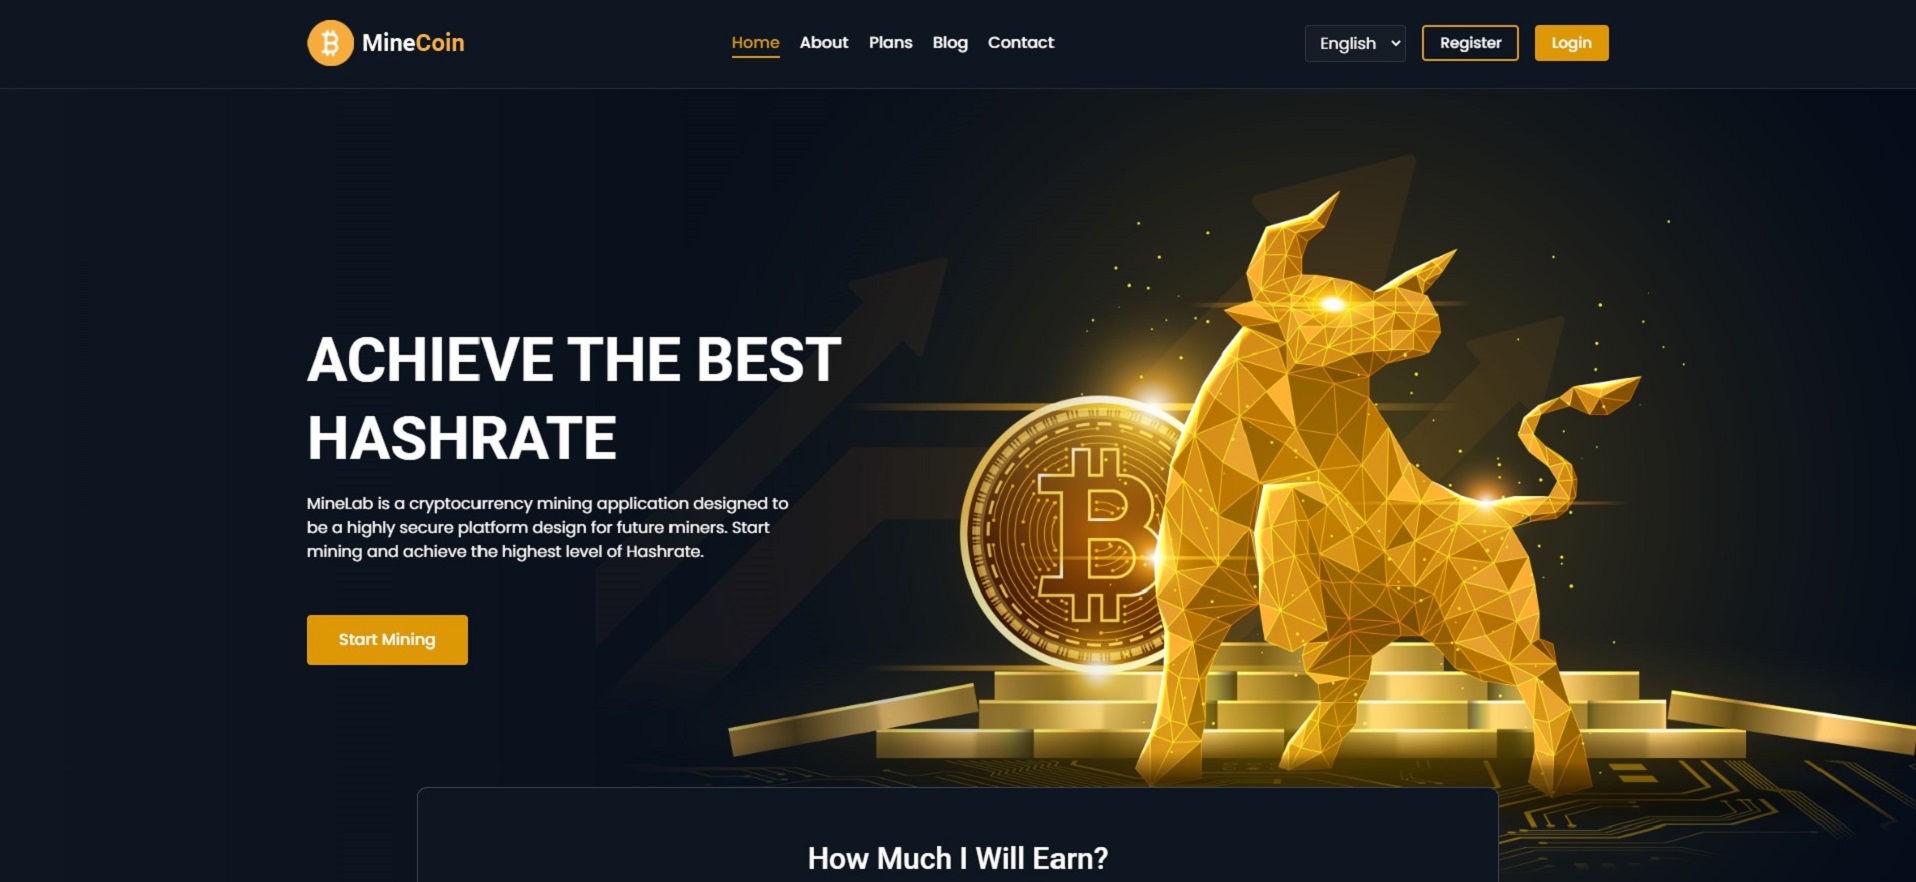 MineCoin
Home About Plans Blog Contact
English Register Login
ACHIEVE THE BEST
HASHRATE
MineLab is a cryptocurrency mining application designed to
be a highly secure platform design for future miners. Start
mining and achieve the highest level of Hashrate.
Start Mining
How Much I Will Earn?